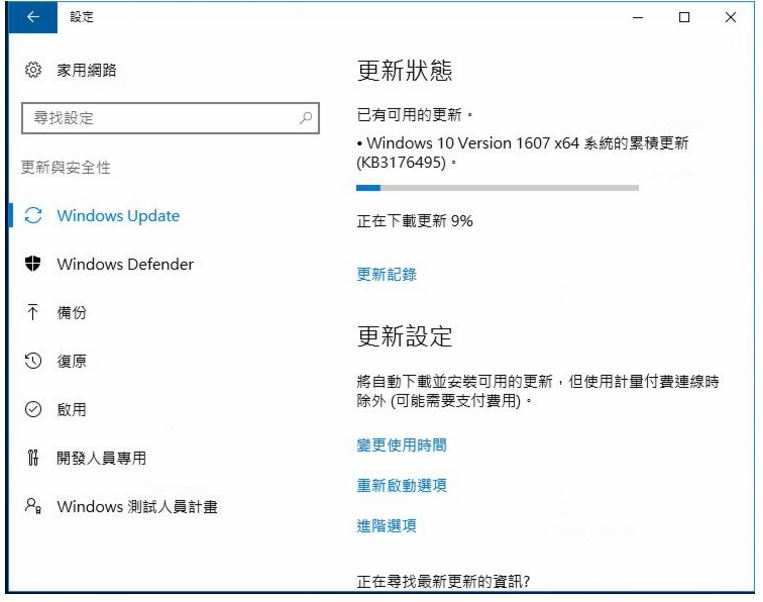 設定
家用網路
尋找設定
更新與安全性
Windows Update
Windows Defender
備份
復原
啟用
開發人員專用
Windows 測試人員計畫
更新狀態
已有可用的更新。
• Windows 10 Version 1607 x64 系統的累積更新
(KB3176495)。
正在下載更新 9%
更新記錄
更新設定
將自動下載並安裝可用的更新，但使用計量付費連線時
除外 (可能需要支付費用)。
變更使用時間
重新啟動選項
進階選項
正在尋找最新更新的資訊?